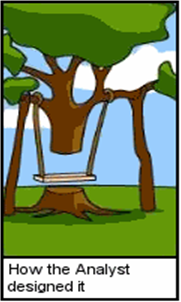 How the Analyst
designed it